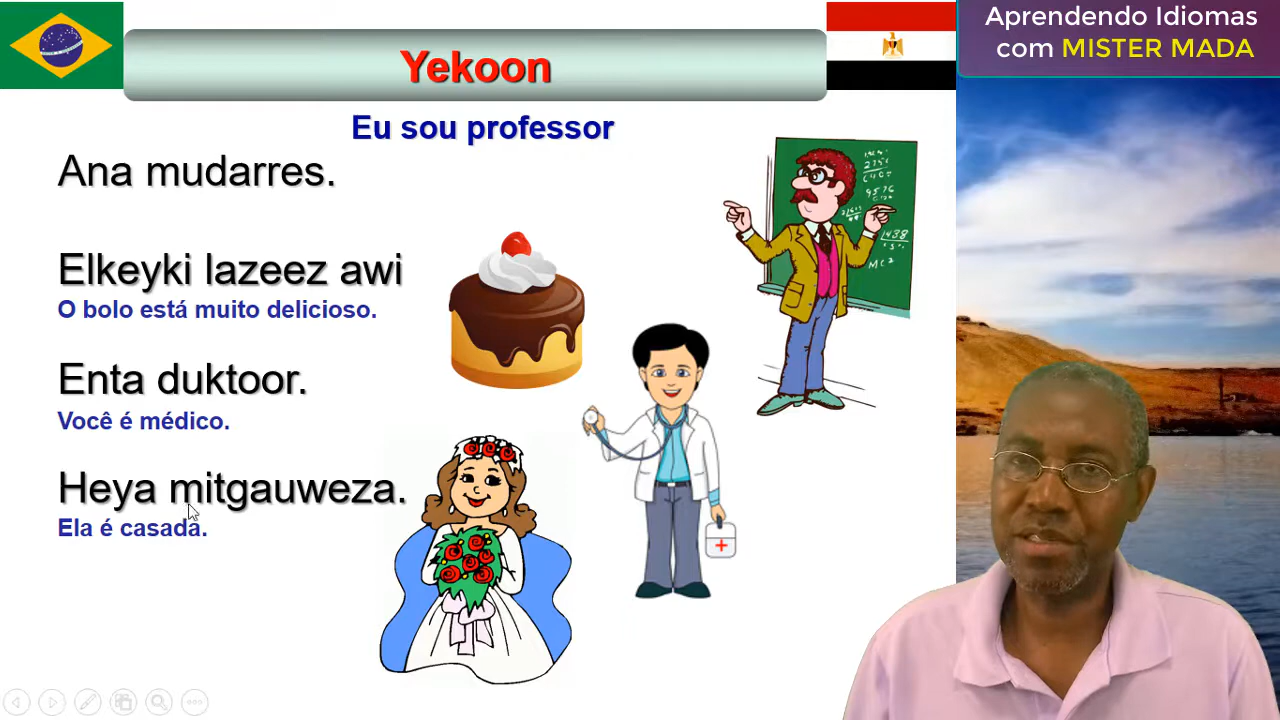 Aprendendo Idiomas
com MISTER MADA
Yekoon
Eu sou professor
Ana mudarres.
Elkeyki lazeez awi
O bolo está muito delicioso.
Enta duktoor.
Você é médico.
Heya mitgauweza.
Ela é casada.